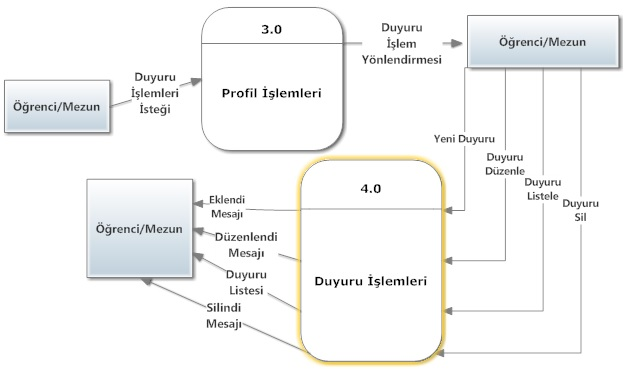 3.0
Profil İşlemleri
Duyuru
İşlem
Yönlendirmesi
Öğrenci/Mezun
Öğrenci/Mezun
Duyuru
İşlemleri
İsteği
Yeni Duyuru
Duyuru
Düzenle
Duyuru
Listele
Duyuru
Sil
4.0
Duyuru İşlemleri
Öğrenci/Mezun
Eklendi
Mesajı
Düzenlendi
Mesajı
Duyuru
Listesi
Silindi
Mesajı